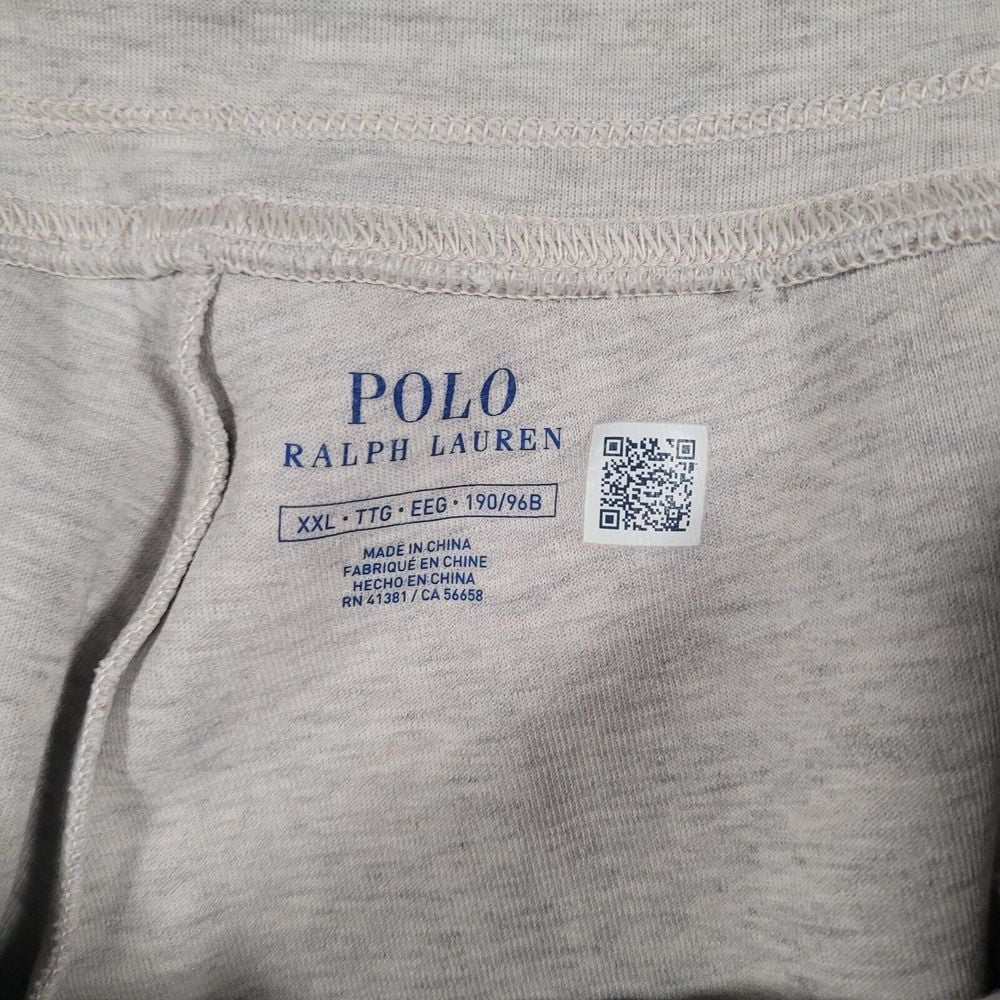 POLO
RALPH LAUREN
XXL • TTG • EEG • 190/96B
MADE IN CHINA
FABRIQUÉ EN CHINE
HECHO EN CHINA
RN 41381 / CA 56658